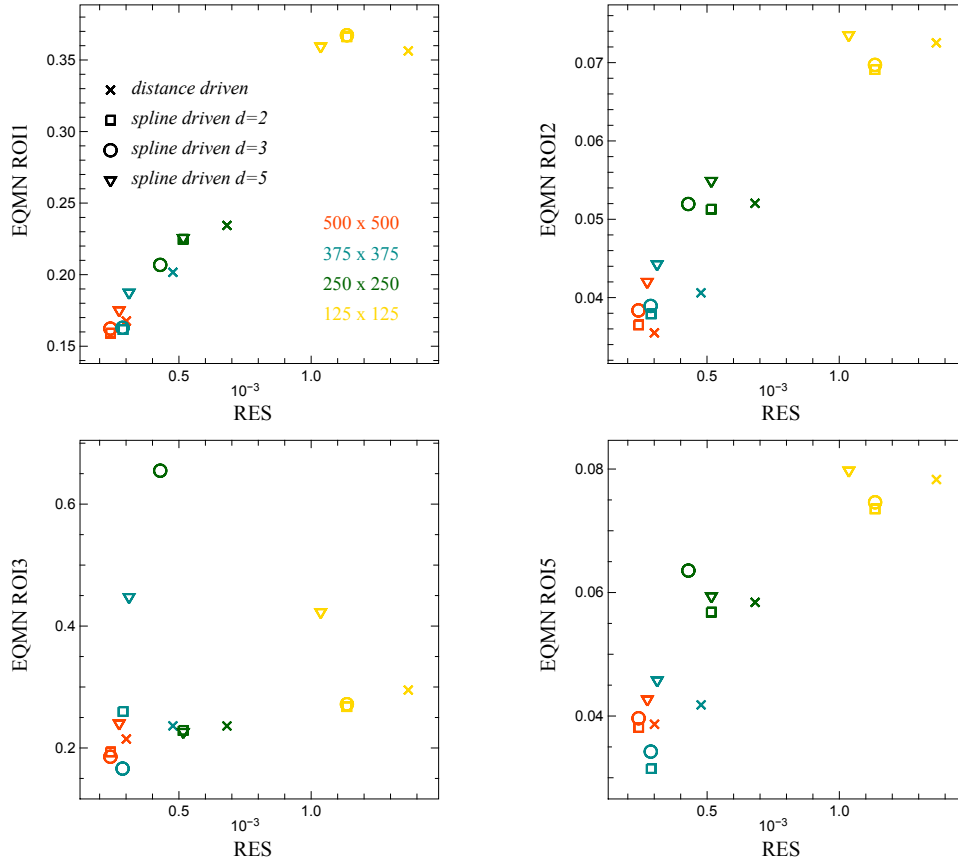 0.35
0.30
0.25
0.20
0.15
EQMN ROI1
distance driven
spline driven d=2
spline driven d=3
spline driven d=5
500 x 500
375 x 375
250 x 250
125 x 125
0.5
1.0
10⁻³
RES
0.07
0.06
0.05
0.04
EQMN ROI2
0.5
1.0
10⁻³
RES
0.6
0.4
0.2
EQMN ROI3
0.5
1.0
10⁻³
RES
0.08
0.06
0.04
EQMN ROI5
0.5
1.0
10⁻³
RES